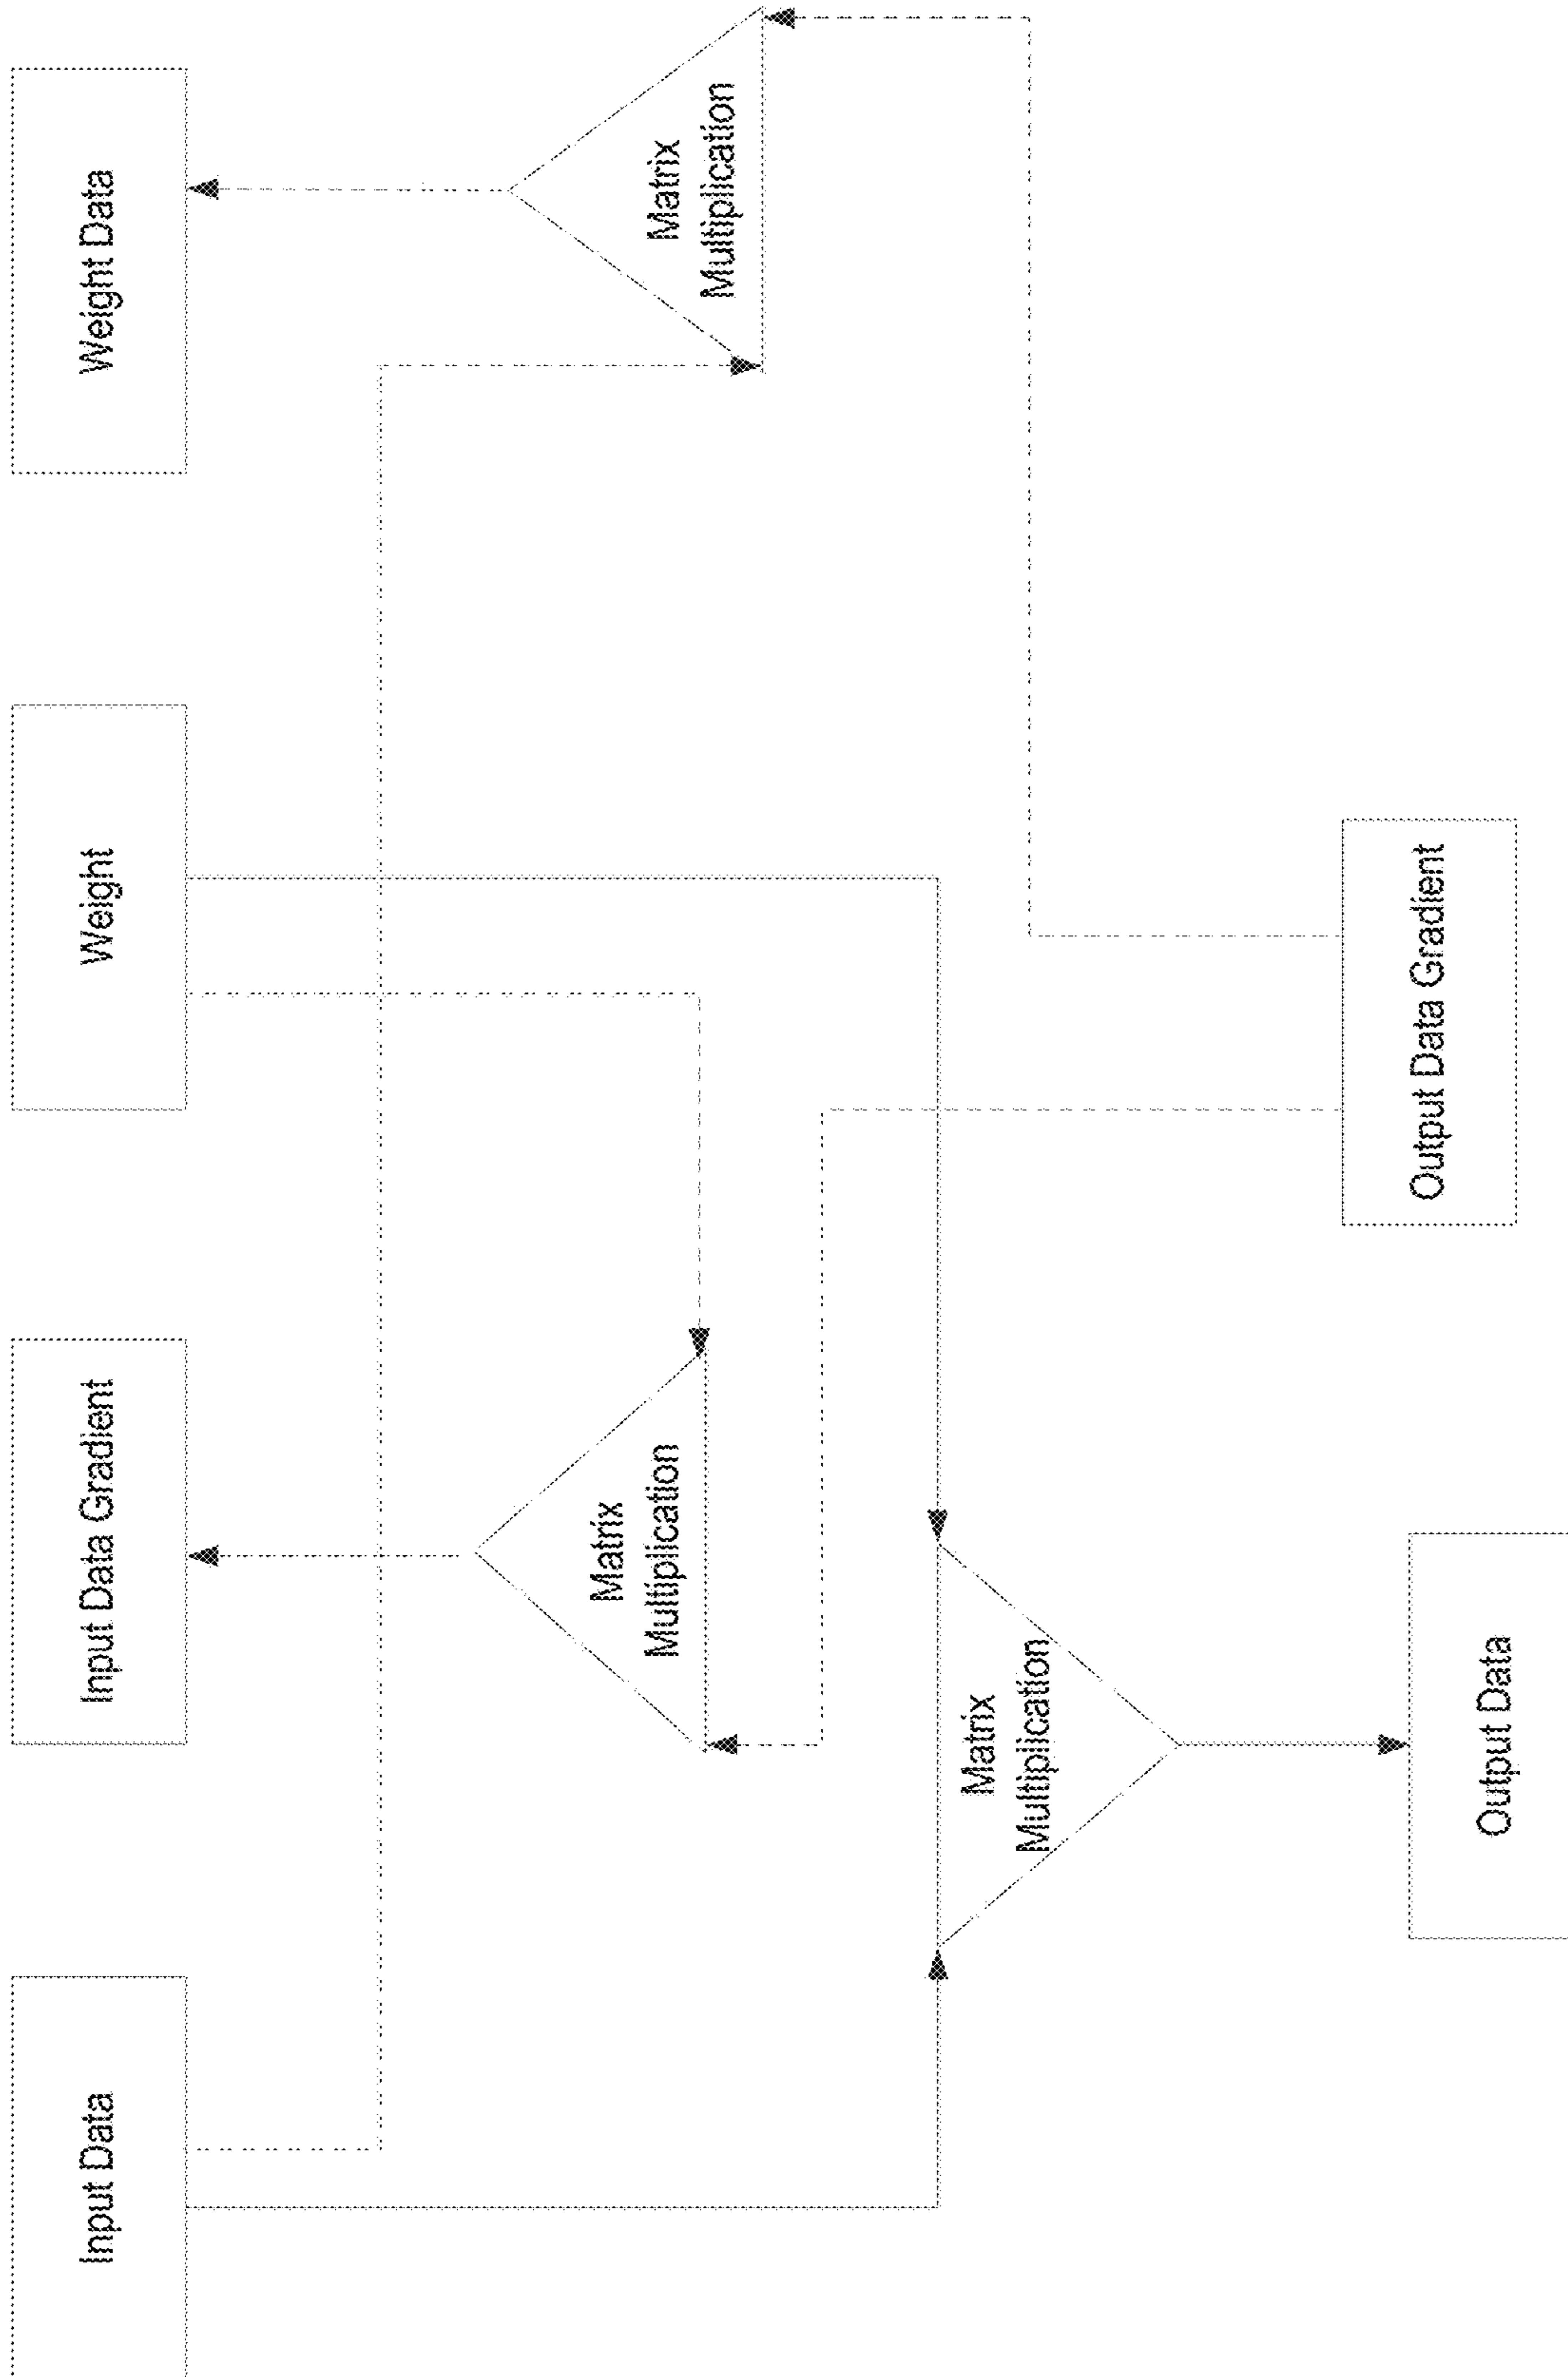 Input Data
Input Data Gradient
Weight
Weight Data
Matrix
Multiplication
Matrix
Multiplication
Matrix
Multiplication
Output Data
Output Data Gradient